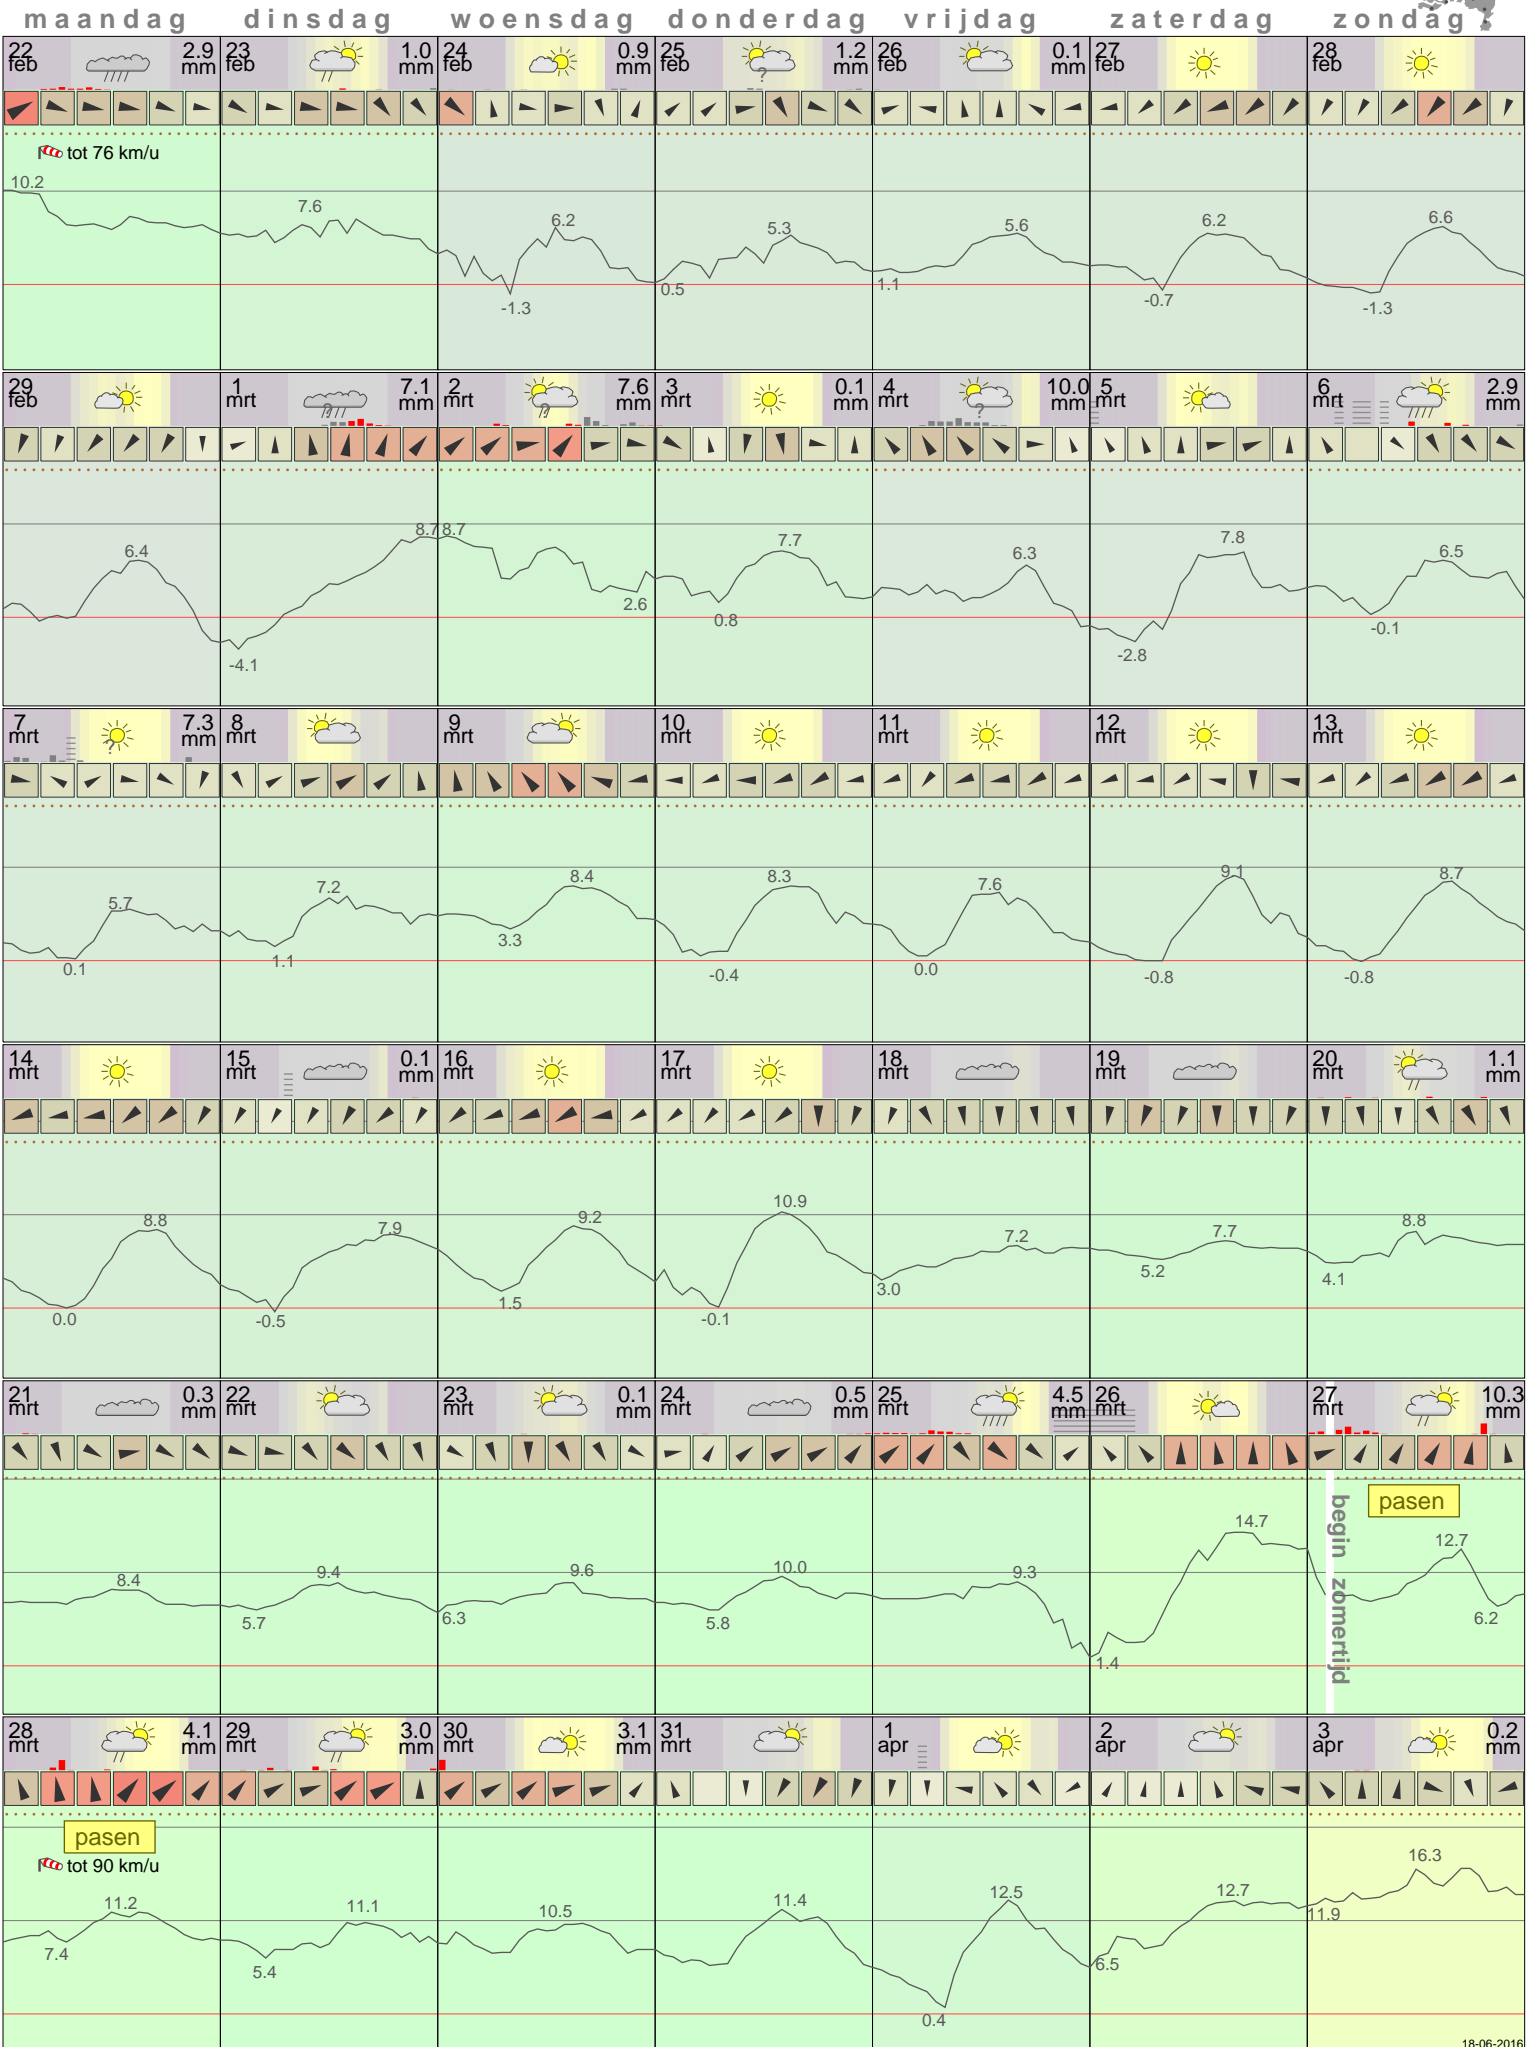 maandag dinsdag woensdag donderdag vrijdag zaterdag zondag
22 feb 2.9 mm 23 feb 1.0 mm 24 feb 0.9 mm 25 feb 1.2 mm 26 feb 0.1 mm 27 feb 28 feb
?
tot 76 km/u
10.2 7.6 6.2 5.3 5.6 6.2 6.6
-1.3 0.5 1.1 -0.7 -1.3
29 feb 1 mrt 7.1 mm 2 mrt 7.6 mm 3 mrt 0.1 mm 4 mrt 10.0 mm 5 mrt 6 mrt 2.9 mm
? ? ?
6.4 8.7 8.7 7.7 6.3 7.8 6.5
-4.1 2.6 0.8 -2.8 -0.1
7 mrt 7.3 mm 8 mrt 9 mrt 10 mrt 11 mrt 12 mrt 13 mrt
?
5.7 7.2 8.4 8.3 7.6 9.1 8.7
0.1 1.1 3.3 -0.4 0.0 -0.8 -0.8
14 mrt 15 mrt 0.1 mm 16 mrt 17 mrt 18 mrt 19 mrt 20 mrt 1.1 mm
8.8 7.9 9.2 10.9 7.2 7.7 8.8
0.0 -0.5 1.5 -0.1 3.0 5.2 4.1
21 mrt 0.3 mm 22 mrt 23 mrt 0.1 mm 24 mrt 0.5 mm 25 mrt 4.5 mm 26 mrt 27 mrt 10.3 mm
pasen
begin zomertijd
8.4 9.4 9.6 10.0 9.3 14.7 12.7
5.7 6.3 5.8 1.4 6.2
28 mrt 4.1 mm 29 mrt 3.0 mm 30 mrt 3.1 mm 31 mrt 1 apr 2 apr 3 apr 0.2 mm
pasen
tot 90 km/u
11.2 11.1 10.5 11.4 12.5 12.7 16.3
7.4 5.4 0.4 6.5 11.9
18-06-2016